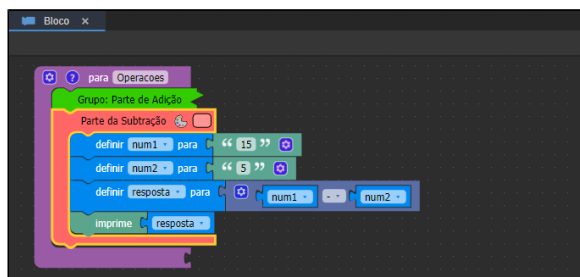 Bloco ×
? para Operacoes
Grupo: Parte de Adição
Parte da Subtração
definir num1 para “ 15 ”
definir num2 para “ 5 ”
definir resposta para num1 - num2
imprime resposta